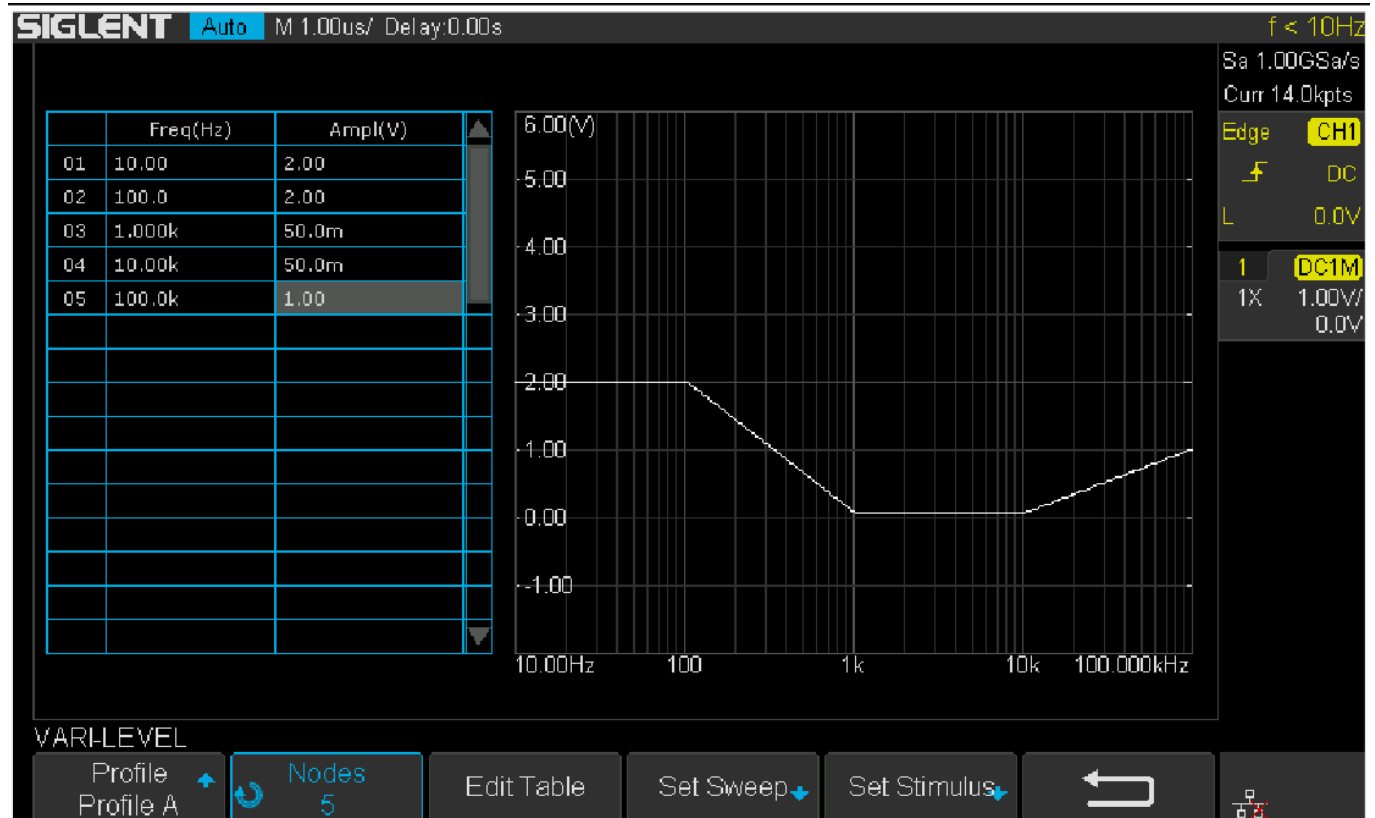 SIGLENT Auto M 1.00us/ Delay:0.00s f < 10Hz
Sa 1.00GSa/s
Curr 14.0kpts
Edge CH1
DC
L 0.0V
1 DC1M
1X 1.00V/
0.0V
Freq(Hz) Ampl(V)
01 10.00 2.00
02 100.0 2.00
03 1.000k 50.0m
04 10.00k 50.0m
05 100.0k 1.00
6.00(V)
5.00
4.00
3.00
2.00
1.00
0.00
-1.00
10.00Hz 100 1k 10k 100.000kHz
VARI-LEVEL
Profile
Profile A
Nodes
5
Edit Table
Set Sweep
Set Stimulus